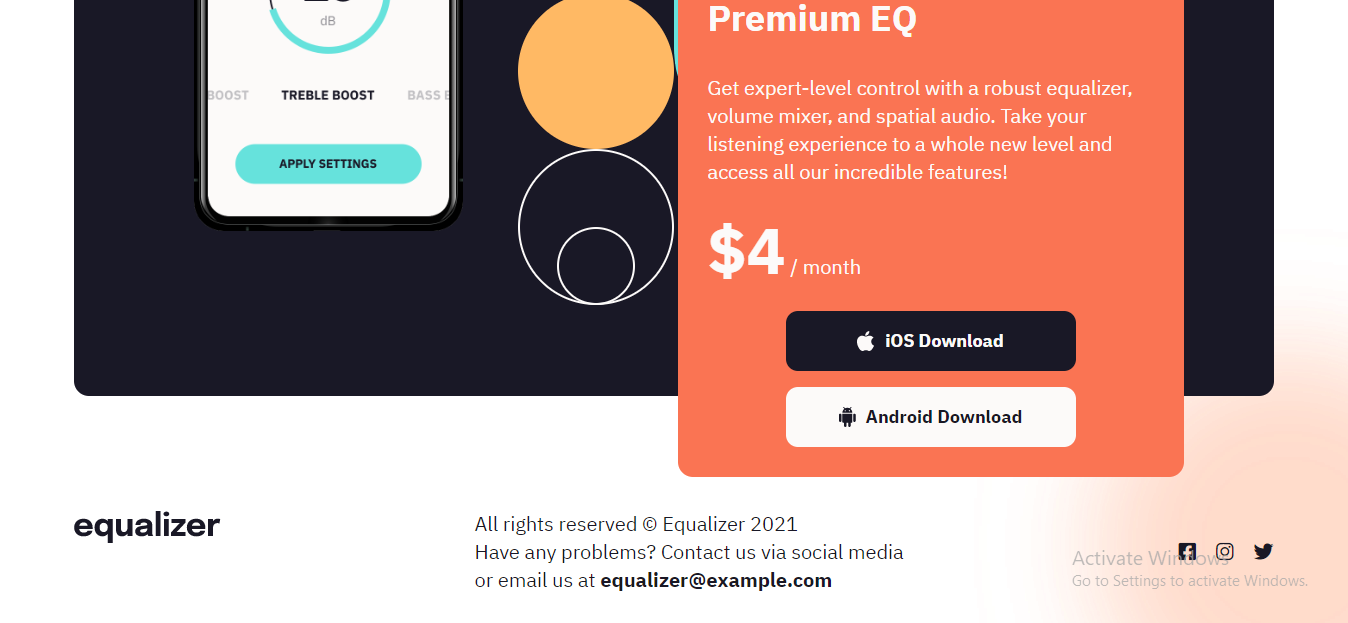 dB
BOOST TREBLE BOOST BASS
APPLY SETTINGS
Premium EQ
Get expert-level control with a robust equalizer,
volume mixer, and spatial audio. Take your
listening experience to a whole new level and
access all our incredible features!
$4 / month
iOS Download
Android Download
equalizer
All rights reserved © Equalizer 2021
Have any problems? Contact us via social media
or email us at equalizer@example.com
Activate Windows
Go to Settings to activate Windows.